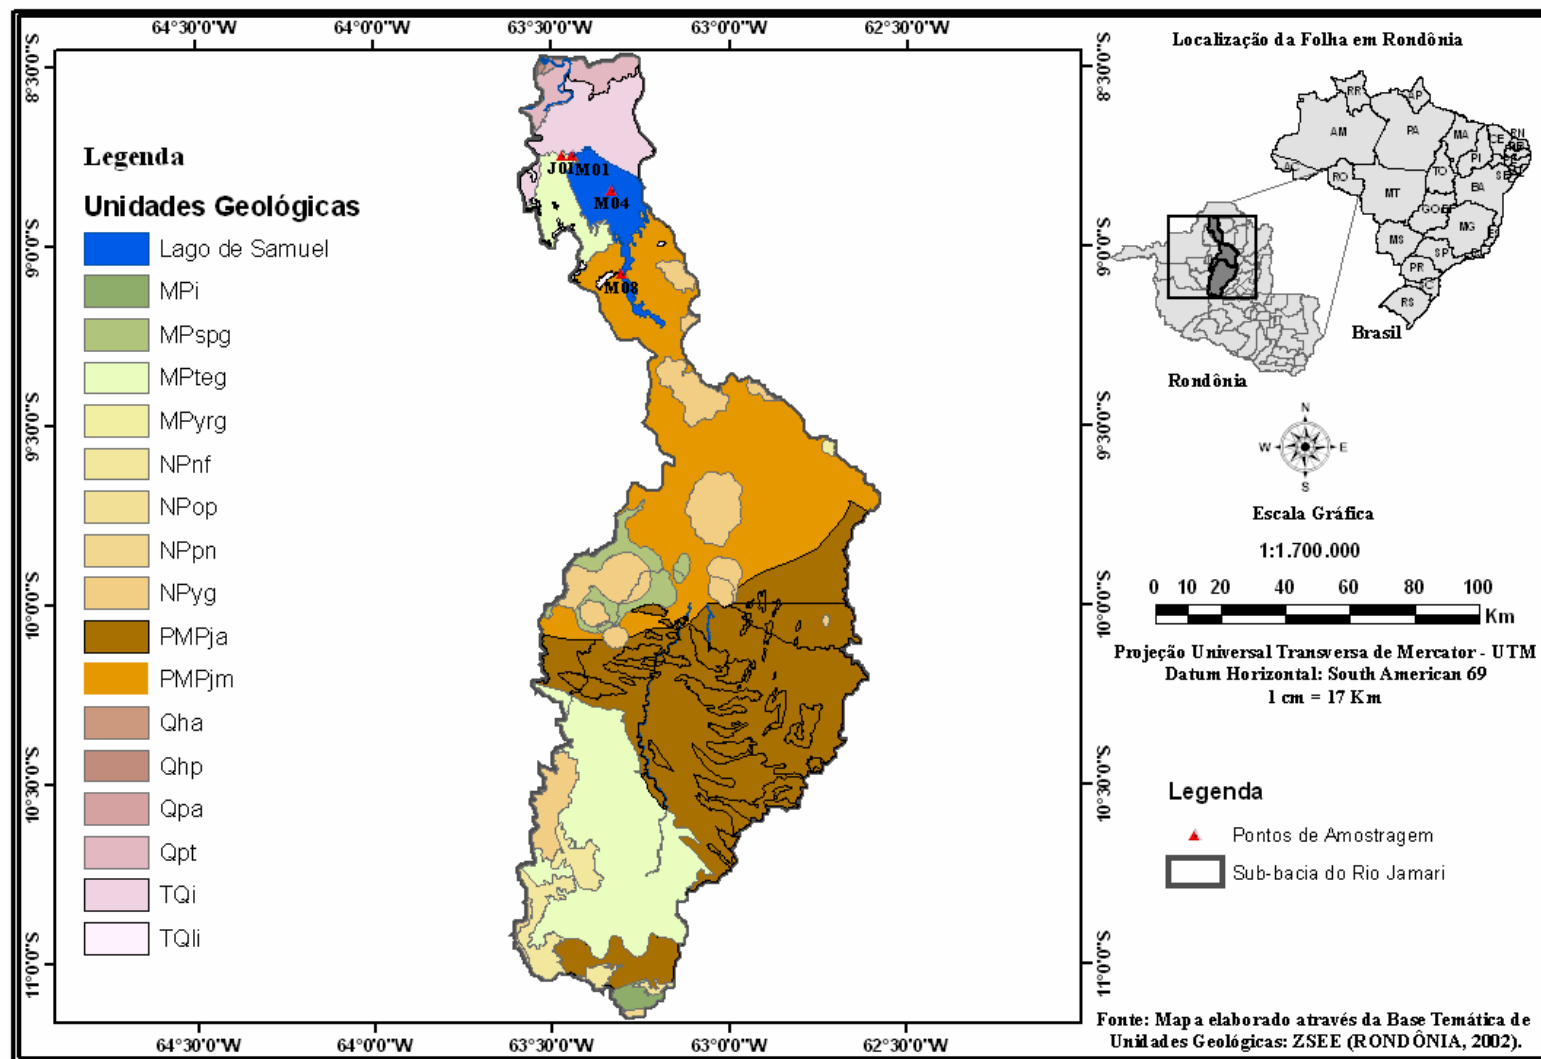 64°30'0"W 64°0'0"W 63°30'0"W 63°0'0"W 62°30'0"W
8°30'0"S
9°0'0"S
9°30'0"S
10°0'0"S
10°30'0"S
11°0'0"S
Legenda
Unidades Geológicas
Lago de Samuel
MPi
MPspg
MPteg
MPyrg
NPnf
NPop
NPpn
NPyg
PMPja
PMPjm
Qha
Qhp
Qpa
Qpt
TQi
TQli
J01 M01
M04
M08
8°30'0"S
9°0'0"S
9°30'0"S
10°0'0"S
10°30'0"S
11°0'0"S
64°30'0"W 64°0'0"W 63°30'0"W 63°0'0"W 62°30'0"W
Localização da Folha em Rondônia
RR AP
AM PA MA CE RN
PI
AC RO TO SE
MT BA
GO
MG
MS ES
SP
PR
SC
RS
Brasil
Rondônia
N
W E
S
Escala Gráfica
1:1.700.000
0 10 20 40 60 80 100
Km
Projeção Universal Transversa de Mercator - UTM
Datum Horizontal: South American 69
1 cm = 17 Km
Legenda
Pontos de Amostragem
Sub-bacia do Rio Jamari
Fonte: Mapa elaborado através da Base Temática de
Unidades Geológicas: ZSEE (RONDÔNIA, 2002).